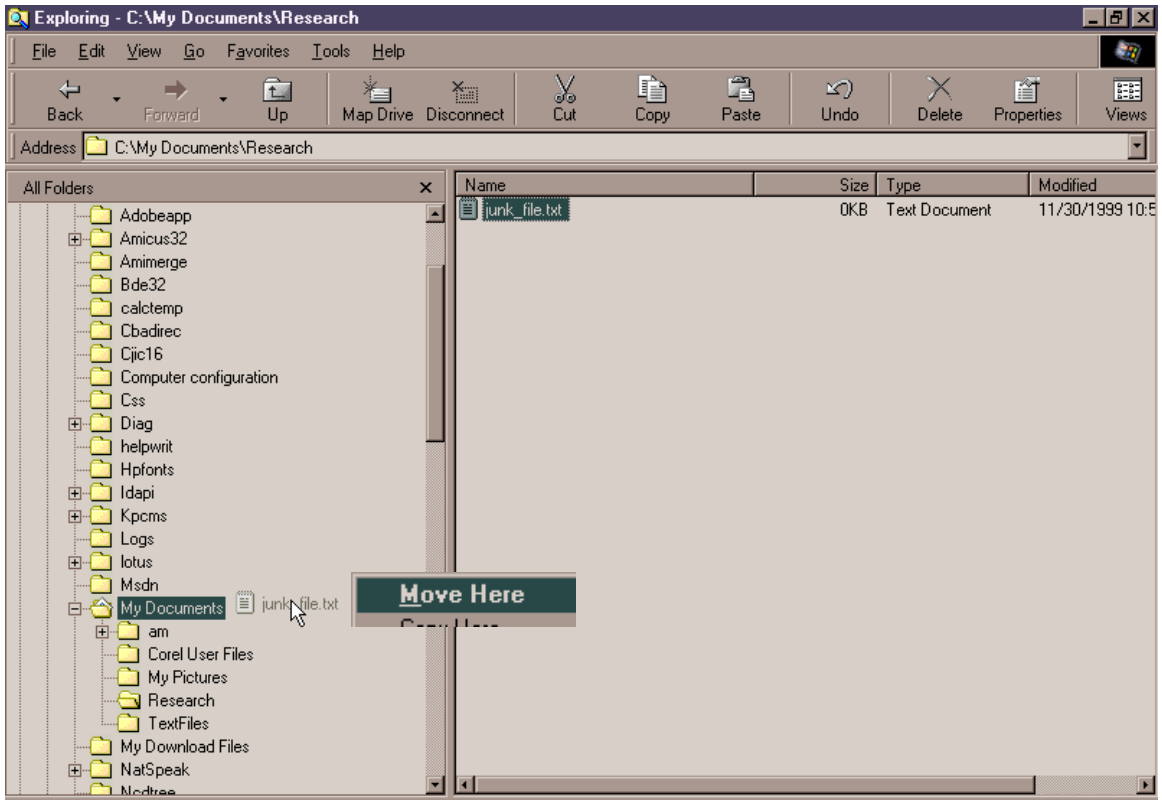 Exploring - C:\My Documents\Research
File Edit View Go Favorites Tools Help
Back Forward Up Map Drive Disconnect Cut Copy Paste Undo Delete Properties Views
Address C:\My Documents\Research
All Folders
Name Size Type Modified
junk_file.txt 0KB Text Document 11/30/1999 10:5
Adobeapp
Amicus32
Amimerge
Bde32
calctemp
Cbadirec
Cjic16
Computer configuration
Css
Diag
helpwrit
Hpfonts
Idapi
Kpcms
Logs
lotus
Msdn
My Documents junk_file.txt
Move Here
Copy Here
am
Corel User Files
My Pictures
Research
TextFiles
My Download Files
NatSpeak
Ncdtree